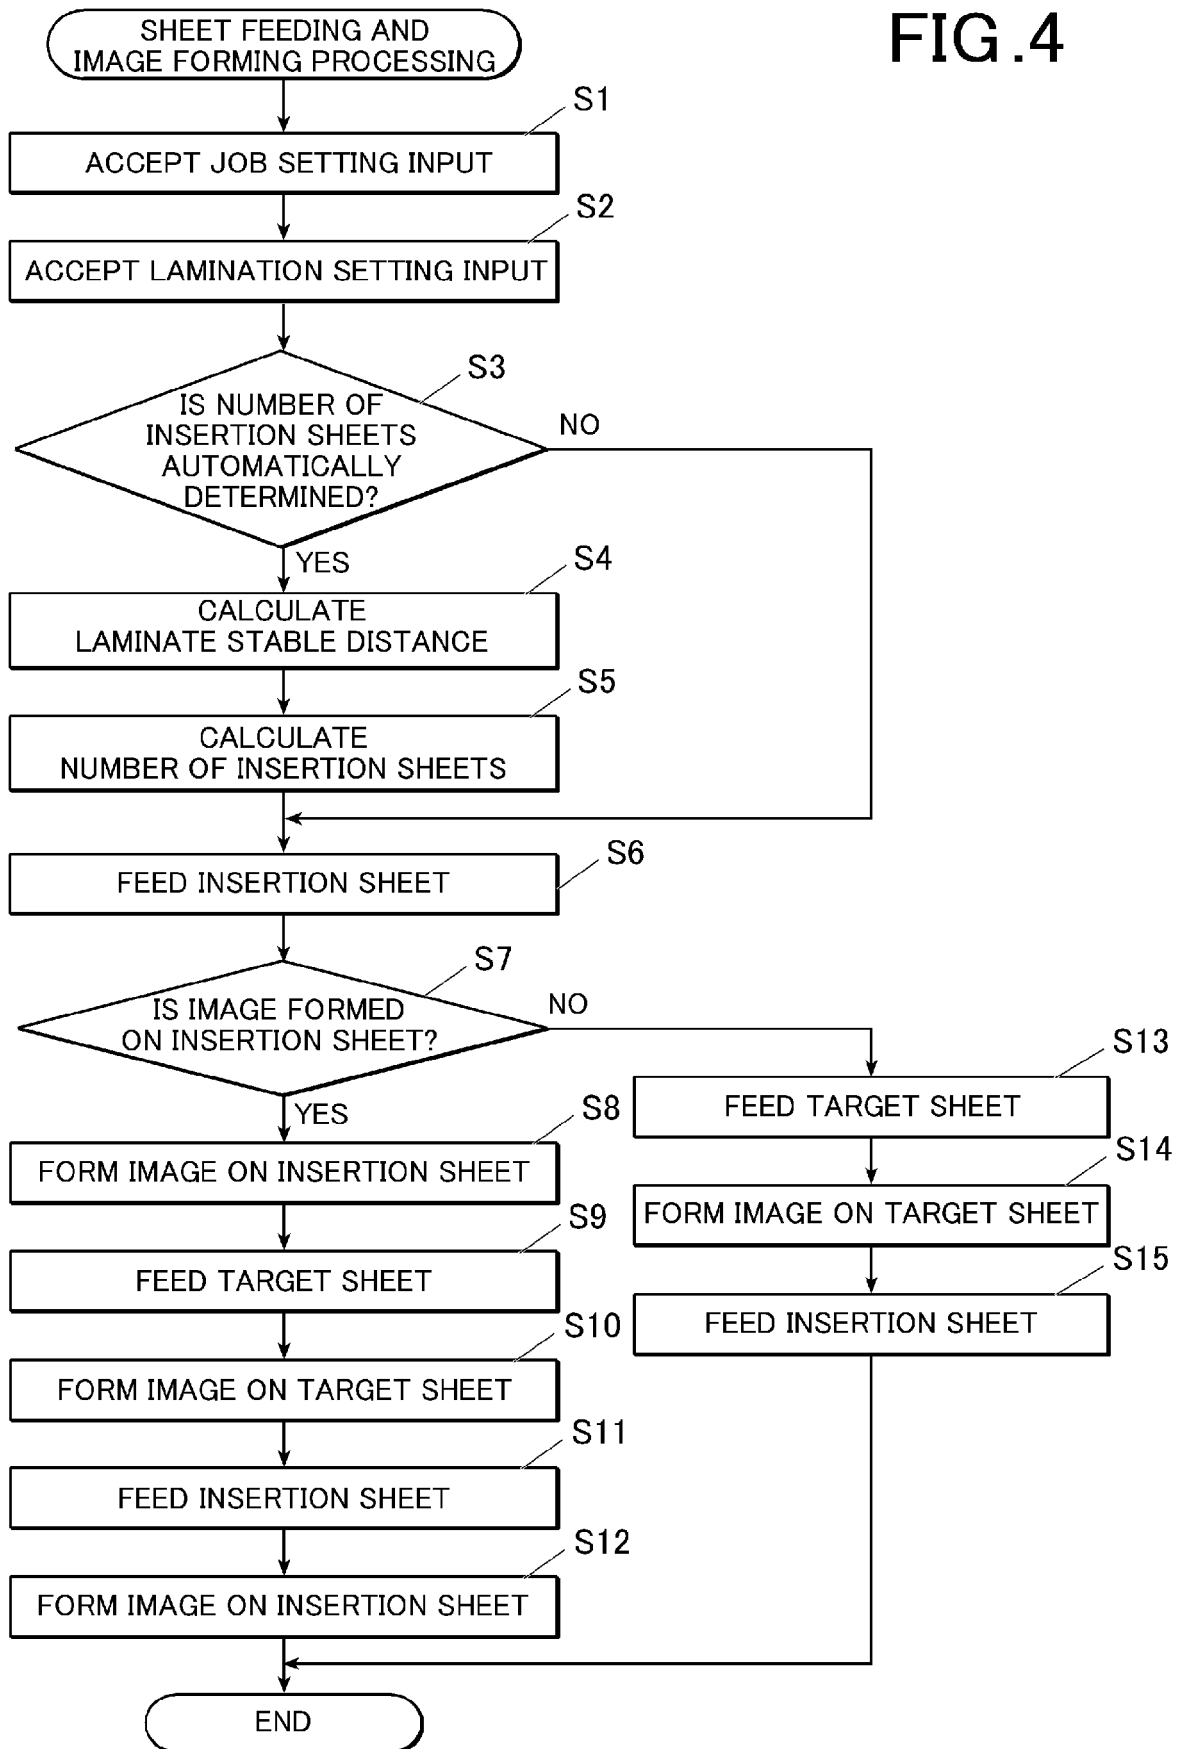 FIG.4
SHEET FEEDING AND
IMAGE FORMING PROCESSING
S1
ACCEPT JOB SETTING INPUT
S2
ACCEPT LAMINATION SETTING INPUT
S3
IS NUMBER OF
INSERTION SHEETS
AUTOMATICALLY
DETERMINED?
NO
YES
S4
CALCULATE
LAMINATE STABLE DISTANCE
S5
CALCULATE
NUMBER OF INSERTION SHEETS
S6
FEED INSERTION SHEET
S7
IS IMAGE FORMED
ON INSERTION SHEET?
NO
YES
S8
FORM IMAGE ON INSERTION SHEET
S9
FEED TARGET SHEET
S10
FORM IMAGE ON TARGET SHEET
S11
FEED INSERTION SHEET
S12
FORM IMAGE ON INSERTION SHEET
S13
FEED TARGET SHEET
S14
FORM IMAGE ON TARGET SHEET
S15
FEED INSERTION SHEET
END